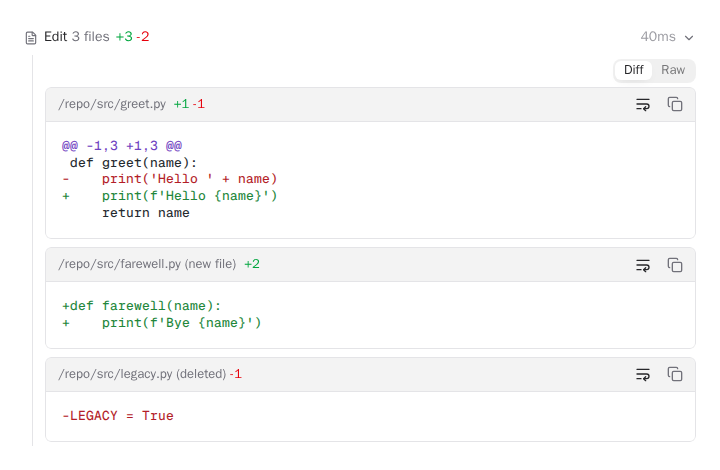 Edit 3 files +3 -2 40ms
Diff Raw
/repo/src/greet.py +1 -1
@@ -1,3 +1,3 @@
 def greet(name):
-    print('Hello ' + name)
+    print(f'Hello {name}')
     return name
/repo/src/farewell.py (new file) +2
+def farewell(name):
+    print(f'Bye {name}')
/repo/src/legacy.py (deleted) -1
-LEGACY = True